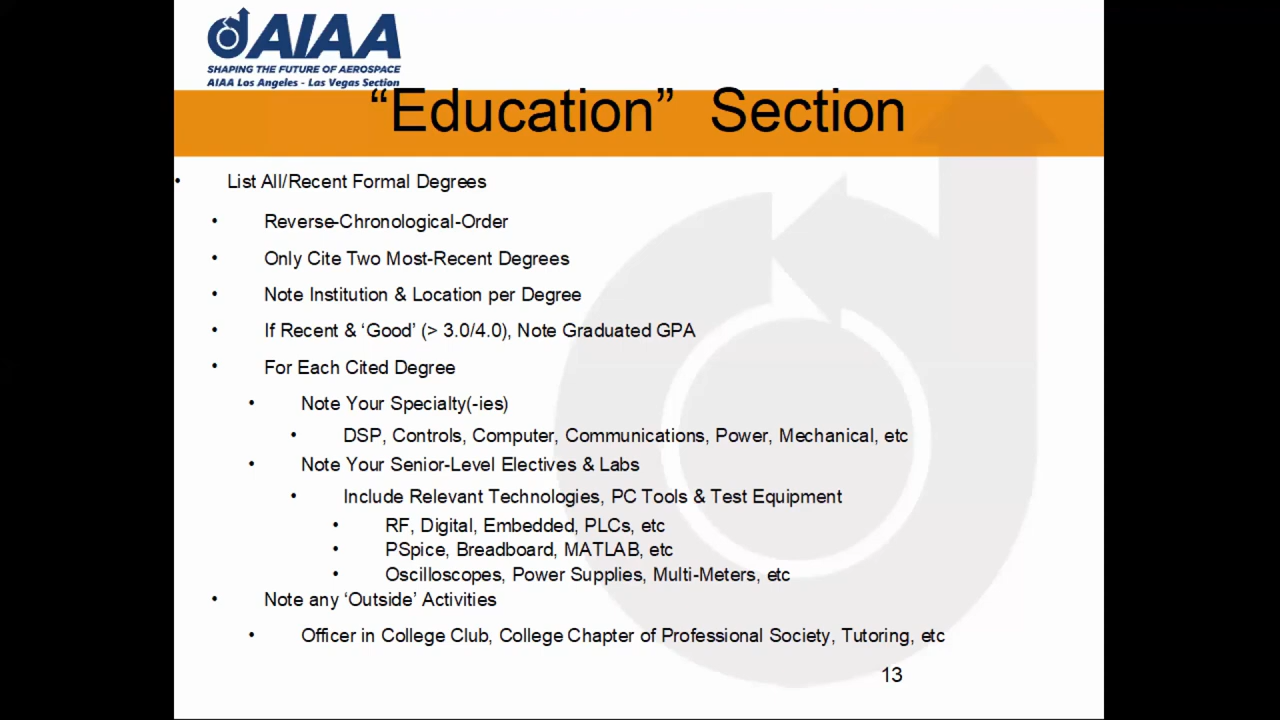 AIAA
SHAPING THE FUTURE OF AEROSPACE
AIAA Los Angeles - Las Vegas Section
“Education” Section
• List All/Recent Formal Degrees
• Reverse-Chronological-Order
• Only Cite Two Most-Recent Degrees
• Note Institution & Location per Degree
• If Recent & ‘Good’ (> 3.0/4.0), Note Graduated GPA
• For Each Cited Degree
• Note Your Specialty(-ies)
• DSP, Controls, Computer, Communications, Power, Mechanical, etc
• Note Your Senior-Level Electives & Labs
• Include Relevant Technologies, PC Tools & Test Equipment
• RF, Digital, Embedded, PLCs, etc
• PSpice, Breadboard, MATLAB, etc
• Oscilloscopes, Power Supplies, Multi-Meters, etc
• Note any ‘Outside’ Activities
• Officer in College Club, College Chapter of Professional Society, Tutoring, etc
13